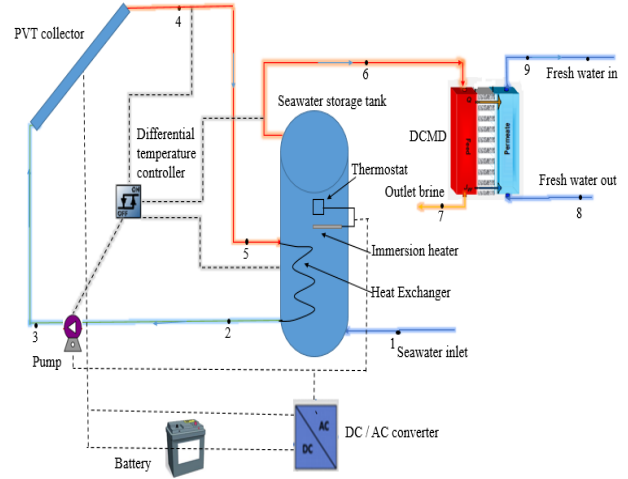 PVT collector
4
6
9
Fresh water in
Seawater storage tank
Differential
temperature
controller
DCMD
Feed
Permeate
Thermostat
ON
OFF
Outlet brine
7
Fresh water out
8
5
Immersion heater
Heat Exchanger
3
2
1
Seawater inlet
Pump
AC
DC
DC / AC converter
Battery